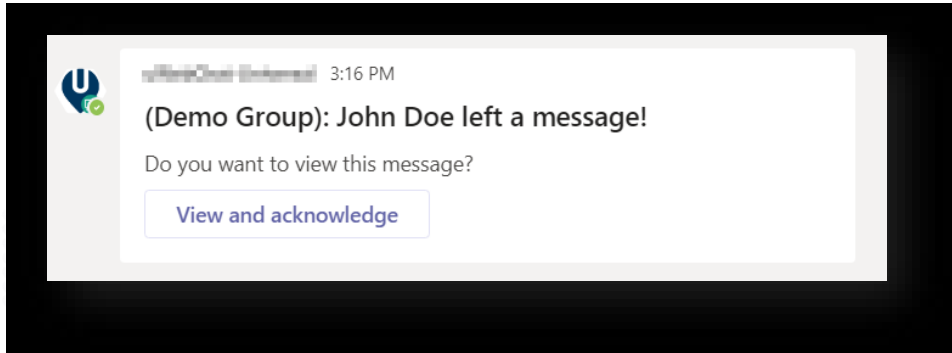 3:16 PM
U
(Demo Group): John Doe left a message!
Do you want to view this message?
View and acknowledge